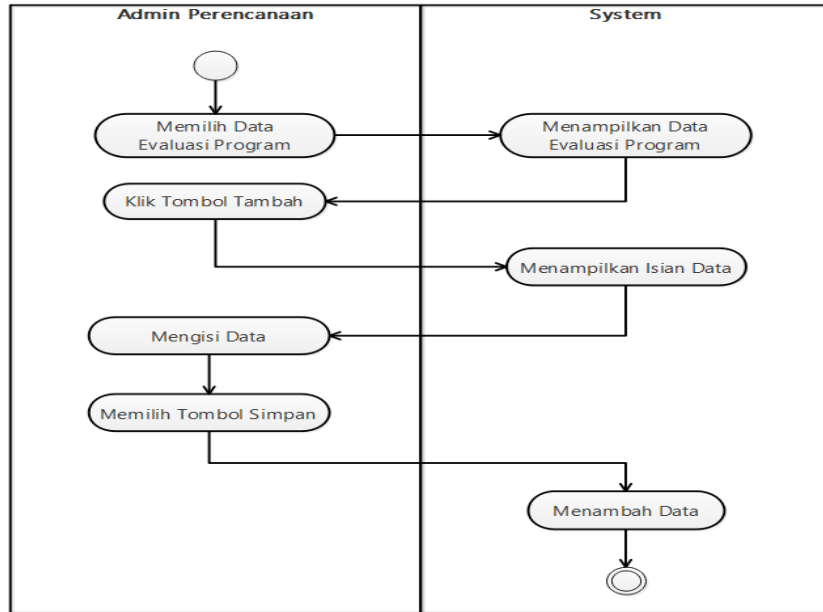 Admin Perencanaan
System
Memilih Data
Evaluasi Program
Menampilkan Data
Evaluasi Program
Klik Tombol Tambah
Menampilkan Isian Data
Mengisi Data
Memilih Tombol Simpan
Menambah Data